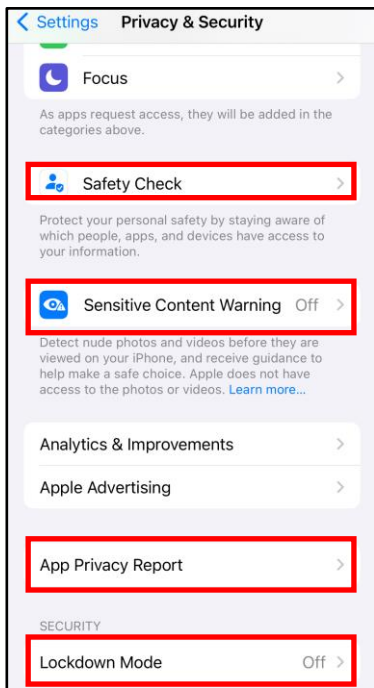 Settings Privacy & Security
Focus
As apps request access, they will be added in the
categories above.
Safety Check
Protect your personal safety by staying aware of
which people, apps, and devices have access to
your information.
Sensitive Content Warning Off
Detect nude photos and videos before they are
viewed on your iPhone, and receive guidance to
help make a safe choice. Apple does not have
access to the photos or videos. Learn more...
Analytics & Improvements
Apple Advertising
App Privacy Report
SECURITY
Lockdown Mode Off